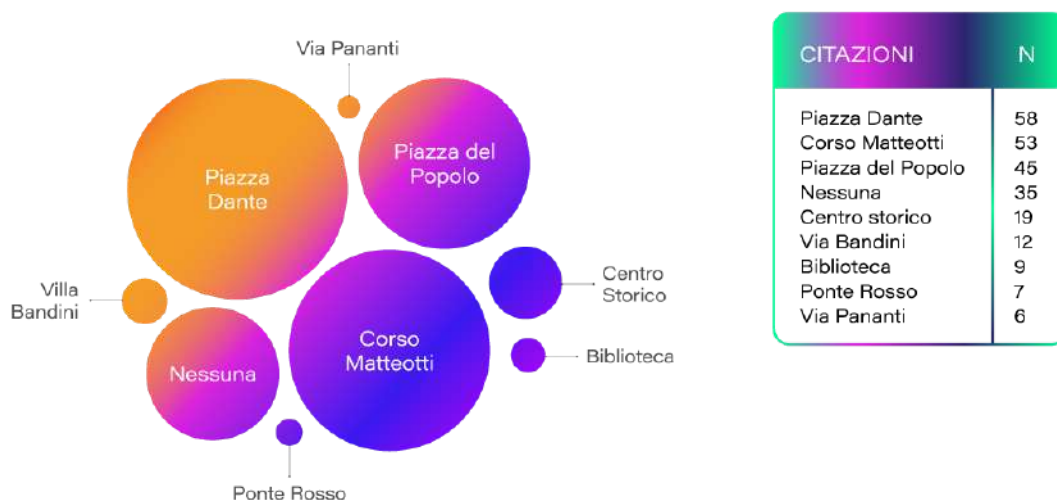 Via Pananti
Piazza del
Popolo
Piazza
Dante
Centro
Storico
Villa
Bandini
Corso
Matteotti
Biblioteca
Nessuna
Ponte Rosso
CITAZIONI N
Piazza Dante 58
Corso Matteotti 53
Piazza del Popolo 45
Nessuna 35
Centro storico 19
Via Bandini 12
Biblioteca 9
Ponte Rosso 7
Via Pananti 6